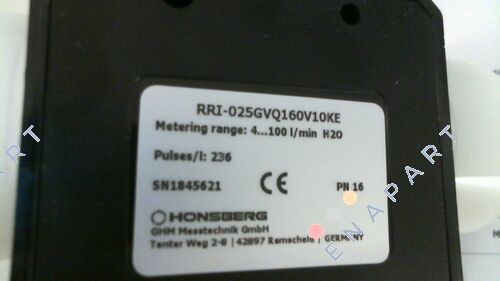 RRI-025GVQ160V10KE
Metering range: 4...100 l/min H2O
Pulses/l: 236
SN1845621 CE PN 16
HONSBERG
GHM Messtechnik GmbH
Tenter Weg 2-8 | 42897 Remscheid | GERMANY
ENAPART